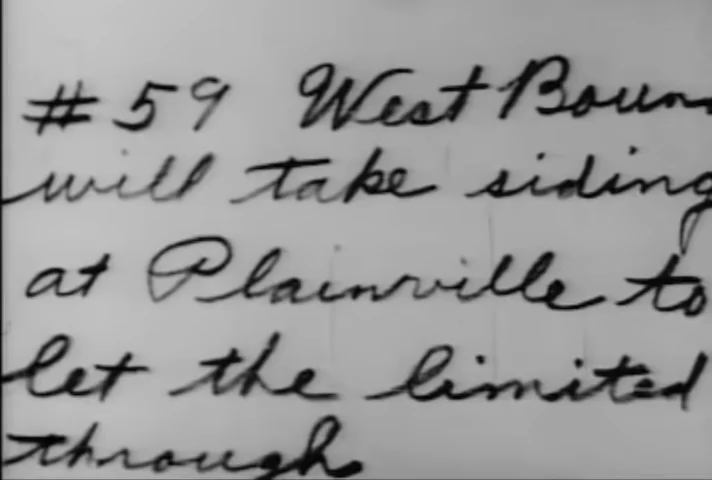 #59 West Boun
will take siding
at Plainville to
let the limited
through